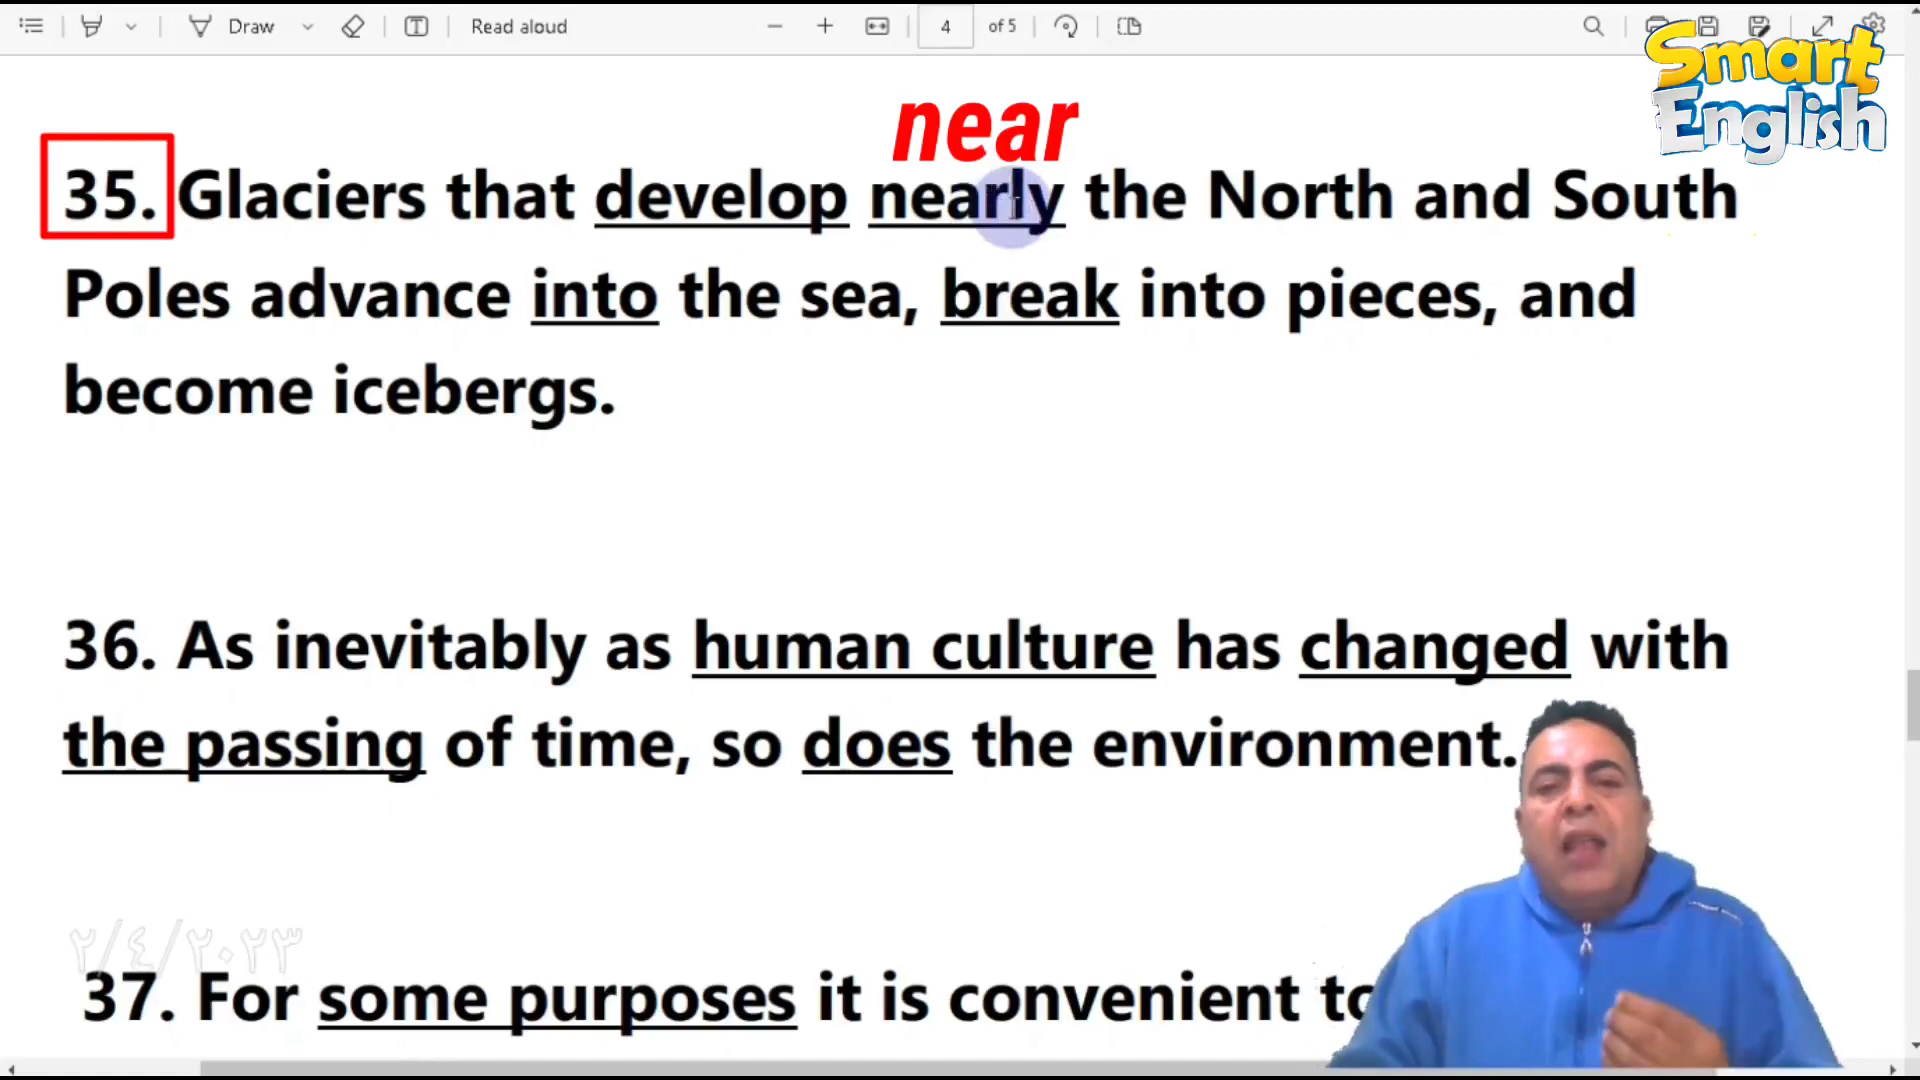 Draw
Read aloud
4 of 5
Smart
English
near
35. Glaciers that develop nearly the North and South
Poles advance into the sea, break into pieces, and
become icebergs.
36. As inevitably as human culture has changed with
the passing of time, so does the environment.
٢/٤/٢٠٢٣
37. For some purposes it is convenient to